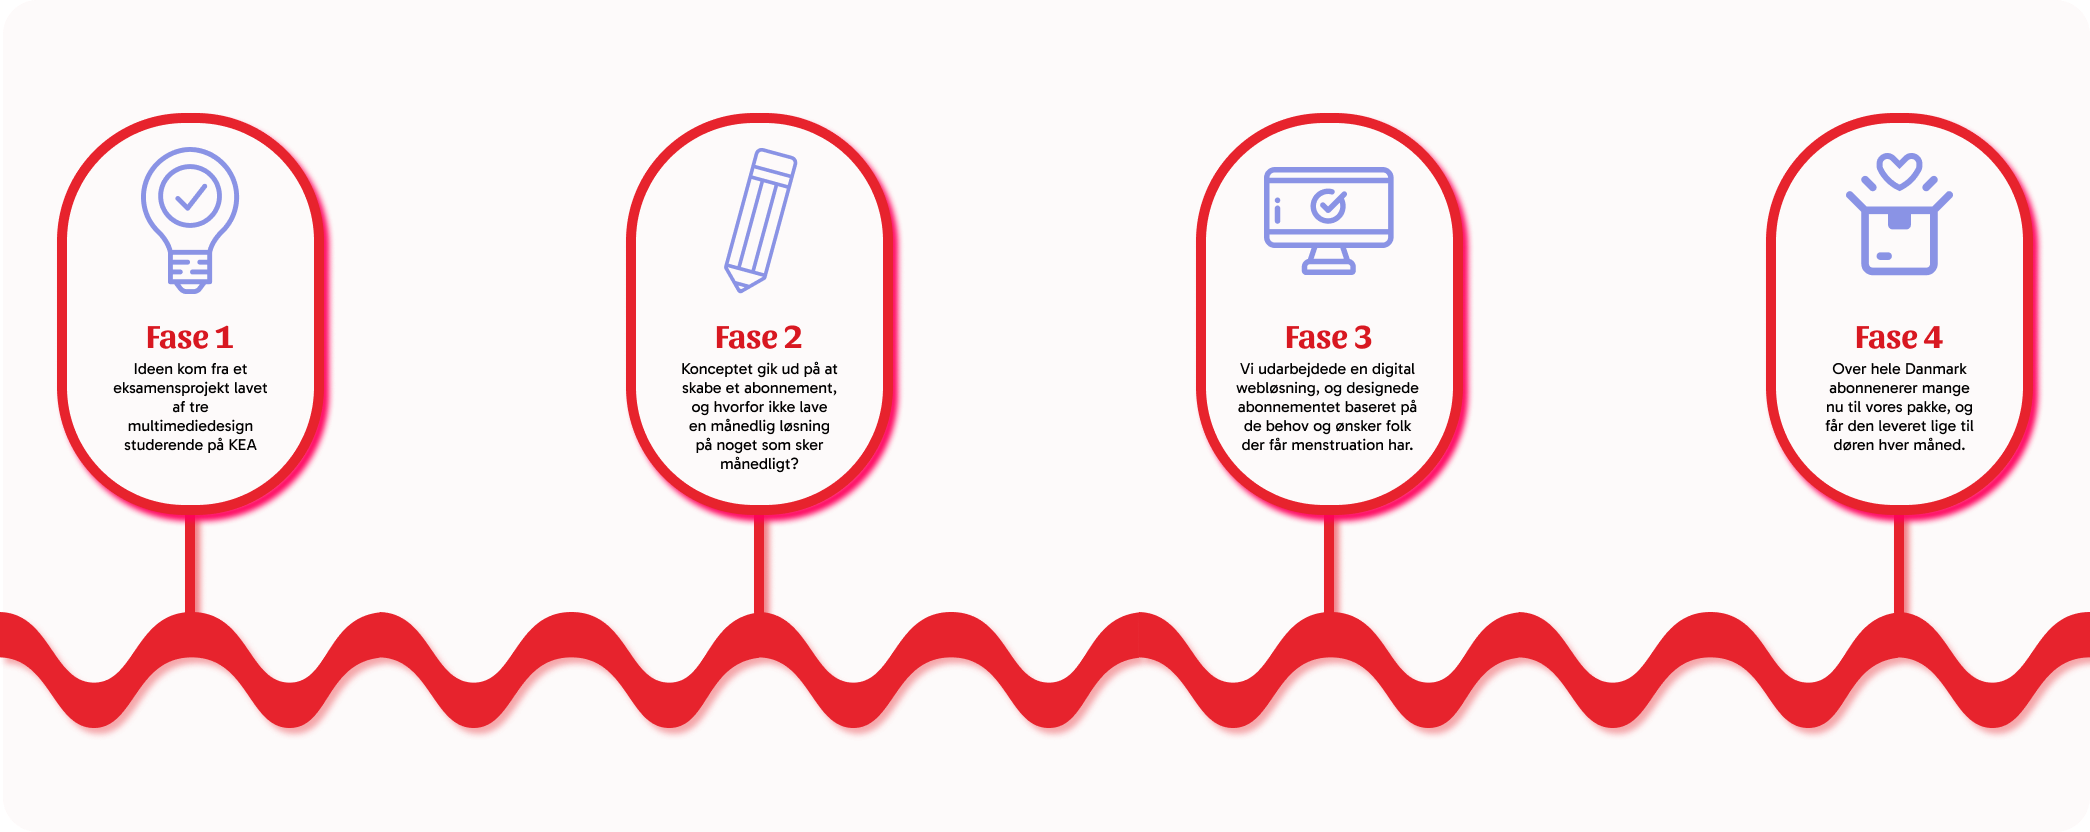 Fase 1
Ideen kom fra et
eksamensprojekt lavet
af tre
multimediedesign
studerende på KEA
Fase 2
Konceptet gik ud på at
skabe et abonnement,
og hvorfor ikke lave
en månedlig løsning
på noget som sker
månedligt?
Fase 3
Vi udarbejdede en digital
webløsning, og designede
abonnementet baseret på
de behov og ønsker folk
der får menstruation har.
Fase 4
Over hele Danmark
abonnenerer mange
nu til vores pakke, og
får den leveret lige til
døren hver måned.